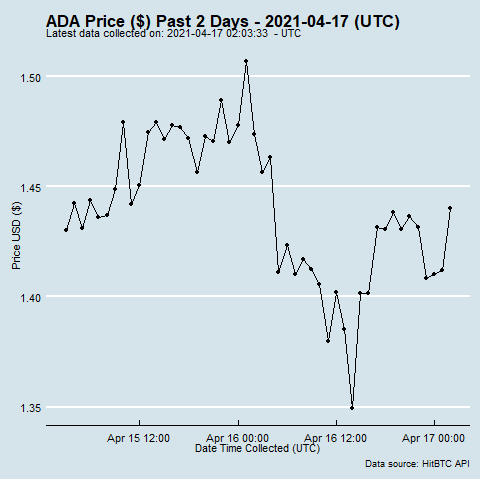 ADA Price ($) Past 2 Days - 2021-04-17 (UTC)
Latest data collected on: 2021-04-17 02:03:33  - UTC
1.50
1.45
Price USD ($)
1.40
1.35
Apr 15 12:00
Apr 16 00:00
Apr 16 12:00
Apr 17 00:00
Date Time Collected (UTC)
Data source: HitBTC API